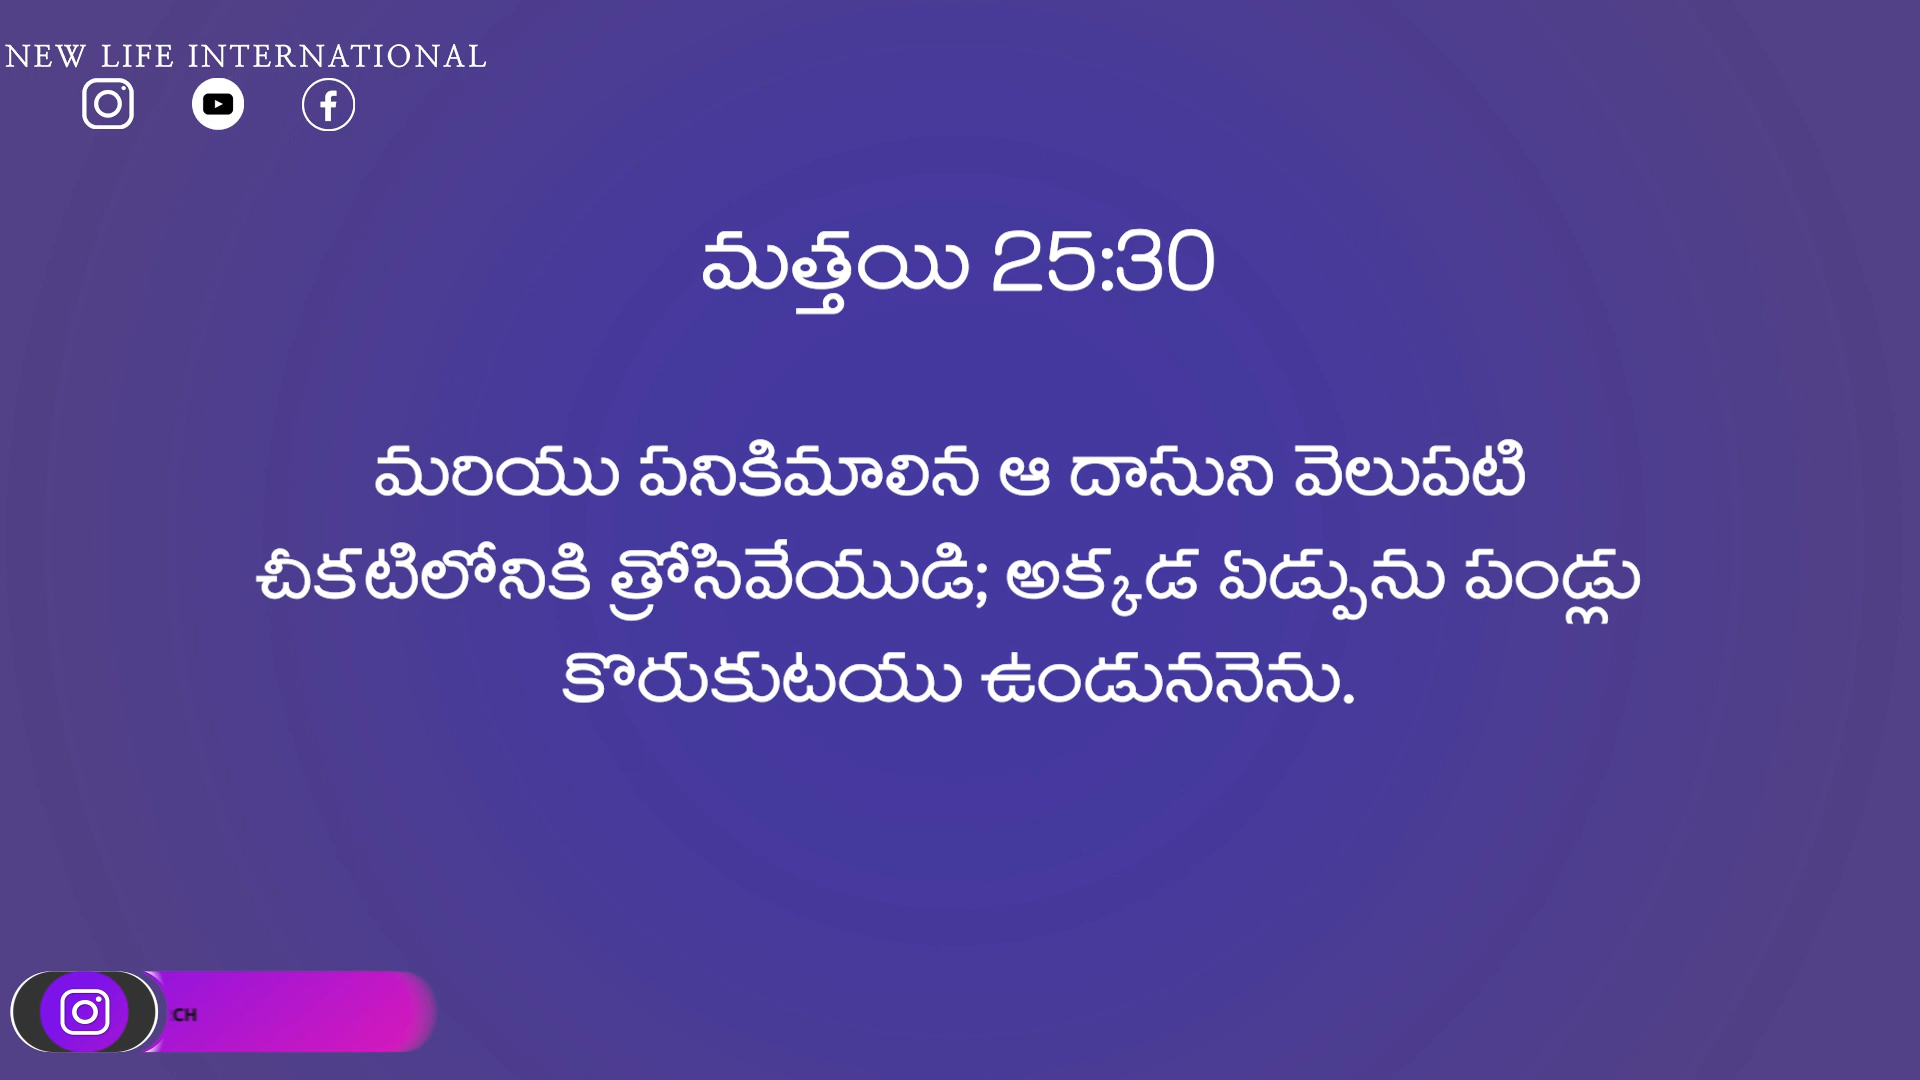 NEW LIFE INTERNATIONAL
మత్తయి 25:30
మరియు పనికిమాలిన ఆ దాసుని వెలుపటి
చీకటిలోనికి త్రోసివేయుడి; అక్కడ ఏడ్పును పండ్లు
కొరుకుటయు ఉండుననెను.
CH